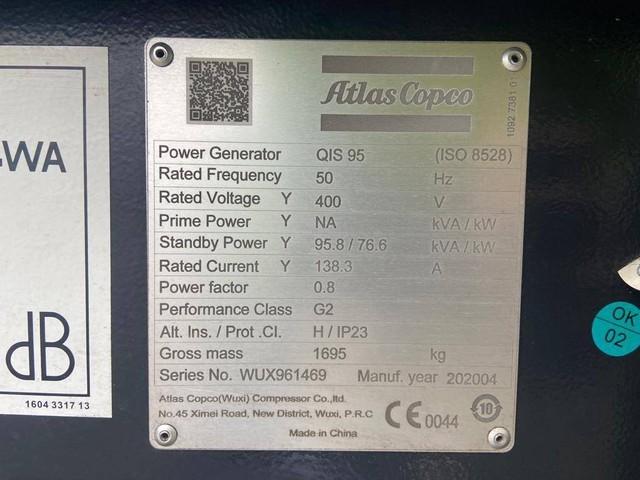 -WA
dB
1604 3317 13
Atlas Copco
1092 7381 01
Power Generator QIS 95 (ISO 8528)
Rated Frequency 50 Hz
Rated Voltage Y 400 V
Prime Power Y NA kVA / kW
Standby Power Y 95.8 / 76.6 kVA / kW
Rated Current Y 138.3 A
Power factor 0.8
Performance Class G2
Alt. Ins. / Prot .Cl. H / IP23
Gross mass 1695 kg
Series No. WUX961469 Manuf. year 202004
Atlas Copco(Wuxi) Compressor Co.,ltd.
No.45 Ximei Road, New District, Wuxi, P.R.C
CE 0044
10
Made in China
OK
02